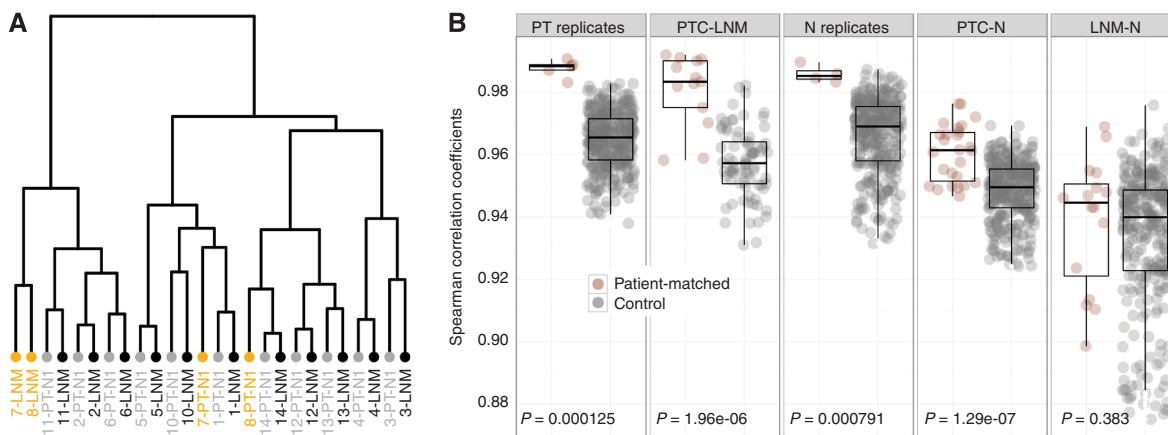 A
7-LNM
8-LNM
11-PT-N1
11-LNM
2-PT-N1
2-LNM
6-PT-N1
6-LNM
5-PT-N1
5-LNM
10-PT-N1
10-LNM
7-PT-N1
1-PT-N1
1-LNM
8-PT-N1
14-PT-N1
14-LNM
12-PT-N1
12-LNM
13-PT-N1
13-LNM
4-PT-N1
4-LNM
3-PT-N1
3-LNM
B
PT replicates
PTC-LNM
N replicates
PTC-N
LNM-N
Spearman correlation coefficients
0.98
0.96
0.94
0.92
0.90
0.88
Patient-matched
Control
P = 0.000125
P = 1.96e-06
P = 0.000791
P = 1.29e-07
P = 0.383